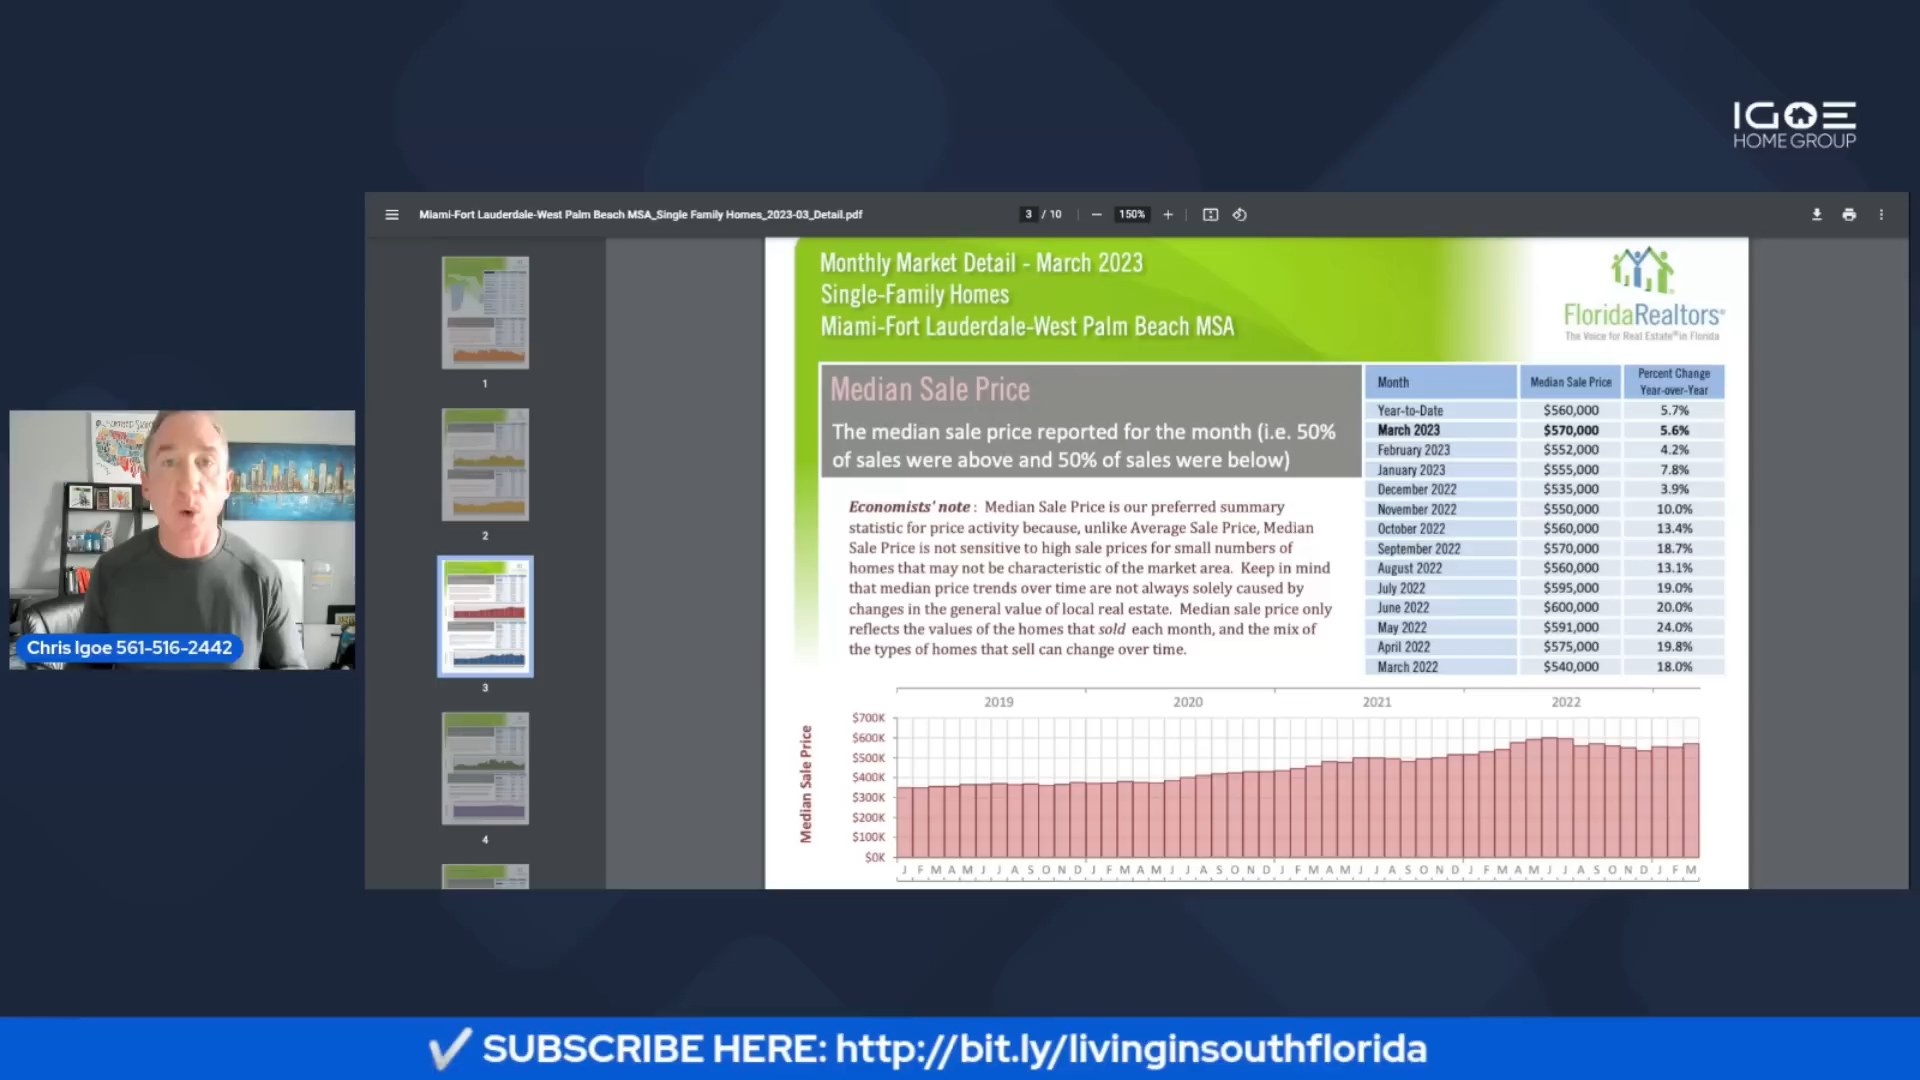 IGOE
HOME GROUP
Miami-Fort Lauderdale-West Palm Beach MSA_Single Family Homes_2023-03_Detail.pdf
3 / 10
150%
1
2
3
4
Monthly Market Detail - March 2023
Single-Family Homes
Miami-Fort Lauderdale-West Palm Beach MSA
FloridaRealtors®
The Voice for Real Estate® in Florida
Median Sale Price
The median sale price reported for the month (i.e. 50%
of sales were above and 50% of sales were below)
Economists' note : Median Sale Price is our preferred summary
statistic for price activity because, unlike Average Sale Price, Median
Sale Price is not sensitive to high sale prices for small numbers of
homes that may not be characteristic of the market area. Keep in mind
that median price trends over time are not always solely caused by
changes in the general value of local real estate. Median sale price only
reflects the values of the homes that sold each month, and the mix of
the types of homes that sell can change over time.
Month Median Sale Price Percent Change Year-over-Year
Year-to-Date $560,000 5.7%
March 2023 $570,000 5.6%
February 2023 $552,000 4.2%
January 2023 $555,000 7.8%
December 2022 $535,000 3.9%
November 2022 $550,000 10.0%
October 2022 $560,000 13.4%
September 2022 $570,000 18.7%
August 2022 $560,000 13.1%
July 2022 $595,000 19.0%
June 2022 $600,000 20.0%
May 2022 $591,000 24.0%
April 2022 $575,000 19.8%
March 2022 $540,000 18.0%
2019 2020 2021 2022
Median Sale Price
$700K
$600K
$500K
$400K
$300K
$200K
$100K
$0K
J F M A M J J A S O N D J F M A M J J A S O N D J F M A M J J A S O N D J F M A M J J A S O N D J F M
Chris Igoe 561-516-2442
SUBSCRIBE HERE: http://bit.ly/livinginsouthflorida